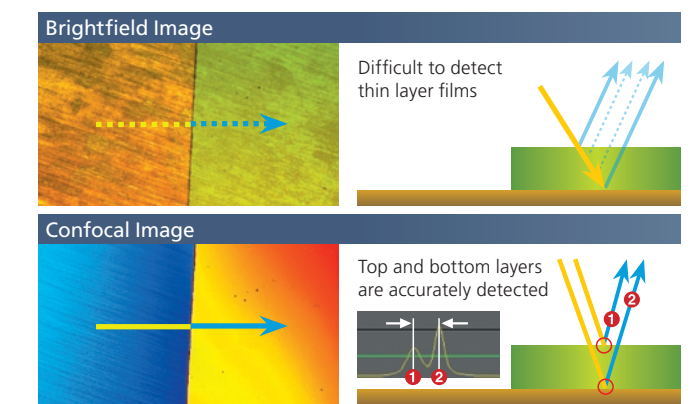 Brightfield Image
Difficult to detect
thin layer films
Confocal Image
Top and bottom layers
are accurately detected
1 2
1
2